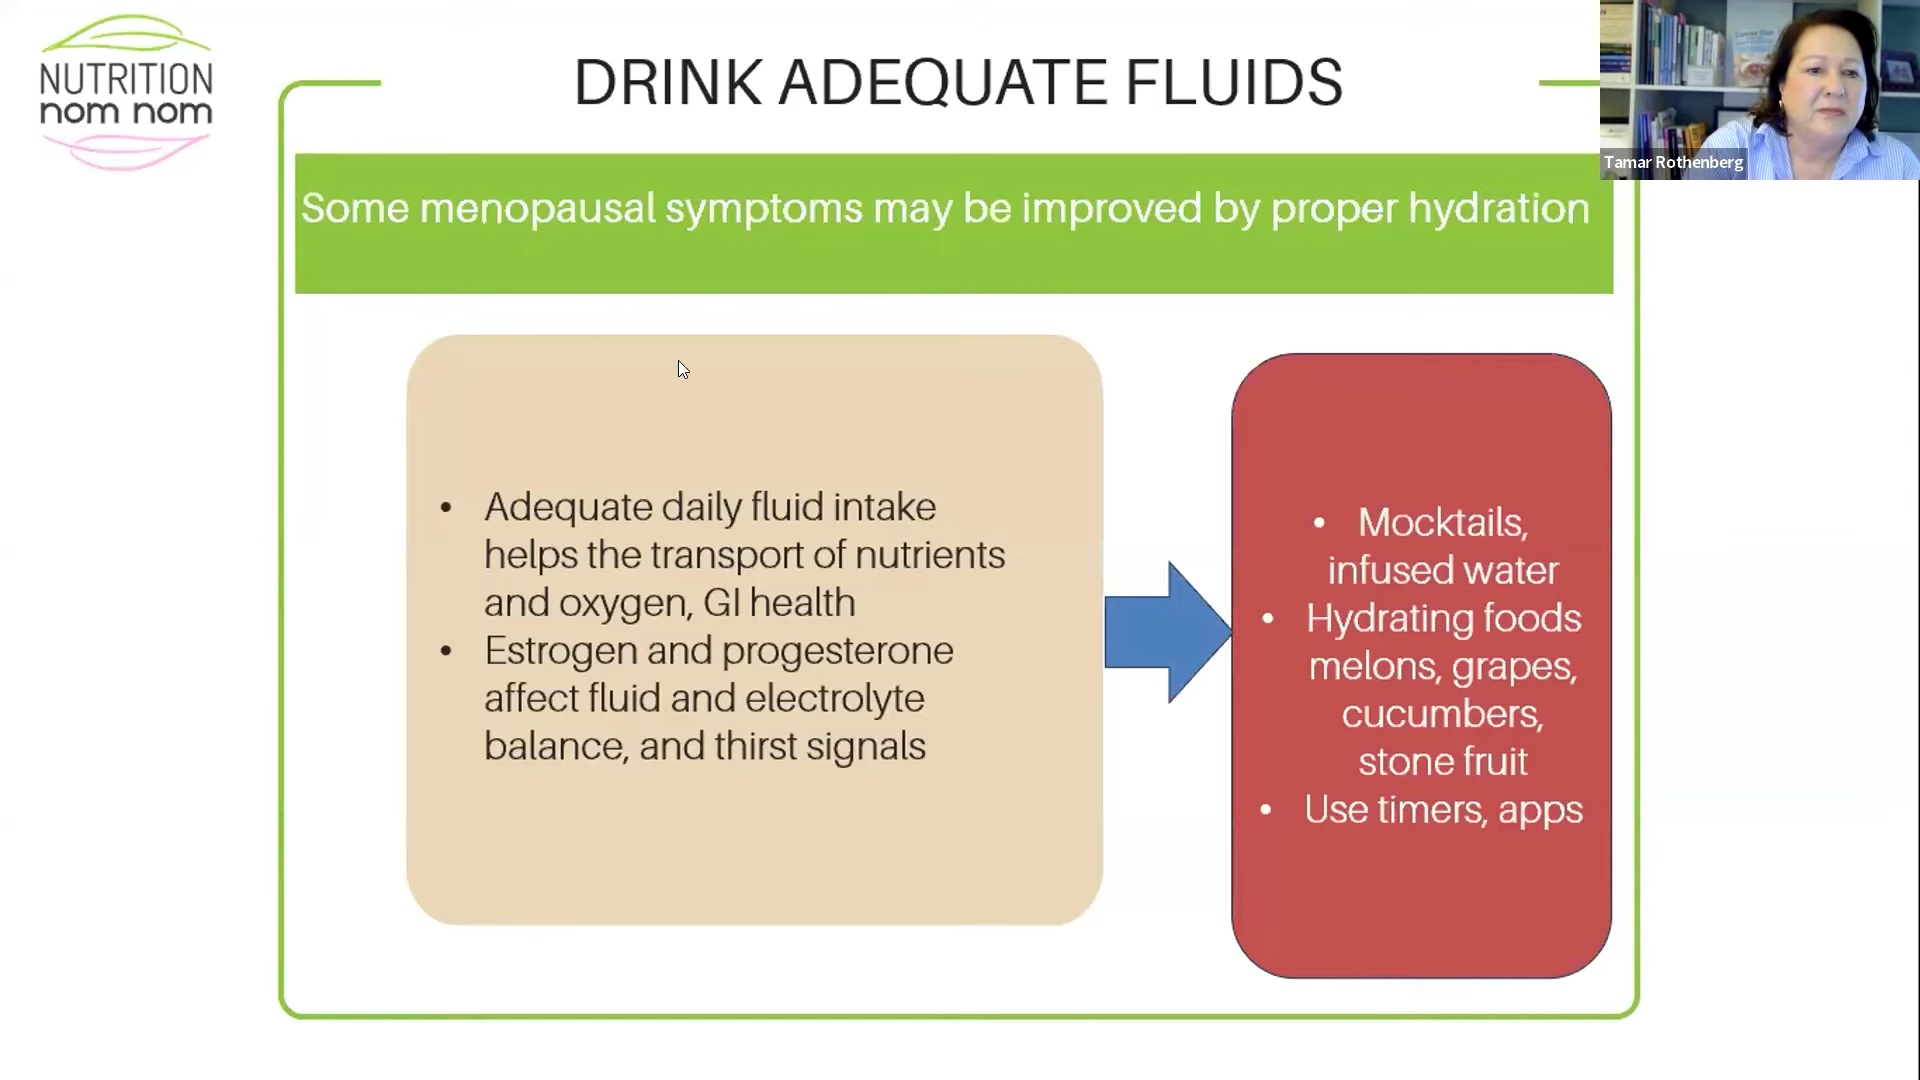 NUTRITION
nom nom
DRINK ADEQUATE FLUIDS
Tamar Rothenberg
Some menopausal symptoms may be improved by proper hydration
• Adequate daily fluid intake
helps the transport of nutrients
and oxygen, GI health
• Estrogen and progesterone
affect fluid and electrolyte
balance, and thirst signals
• Mocktails,
infused water
• Hydrating foods
melons, grapes,
cucumbers,
stone fruit
• Use timers, apps